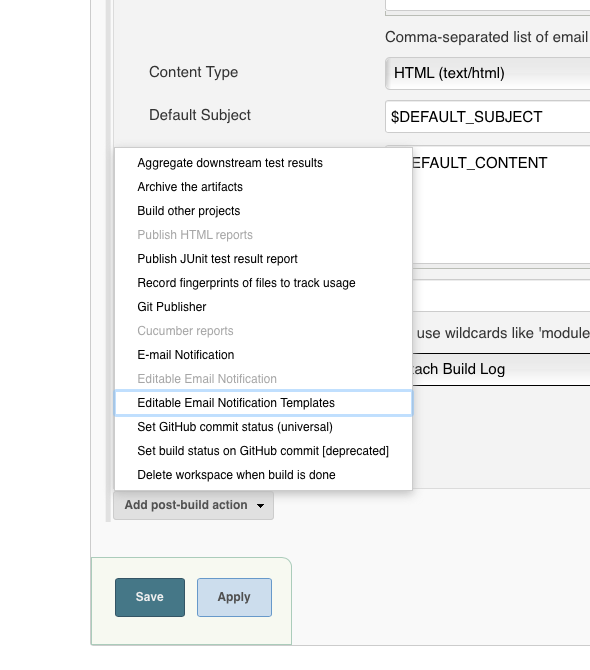 Comma-separated list of email
Content Type
HTML (text/html)
Default Subject
$DEFAULT_SUBJECT
EFAULT_CONTENT
Aggregate downstream test results
Archive the artifacts
Build other projects
Publish HTML reports
Publish JUnit test result report
Record fingerprints of files to track usage
Git Publisher
Cucumber reports
use wildcards like 'module
E-mail Notification
ach Build Log
Editable Email Notification
Editable Email Notification Templates
Set GitHub commit status (universal)
Set build status on GitHub commit [deprecated]
Delete workspace when build is done
Add post-build action
Save
Apply